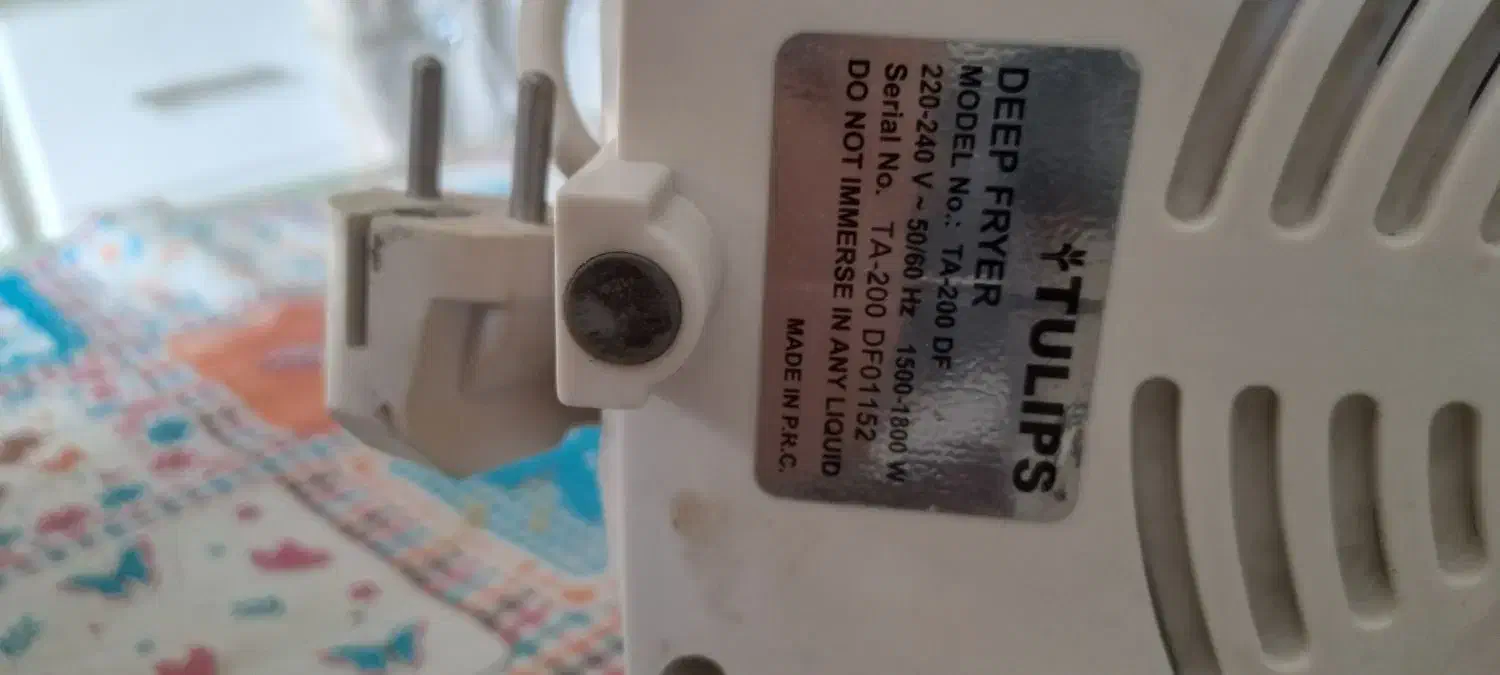 TULIPS
DEEP FRYER
MODEL No.: TA-200 DF
220-240 V ~ 50/60 Hz 1500-1800 W
Serial No. TA-200 DF01152
DO NOT IMMERSE IN ANY LIQUID
MADE IN P.R.C.